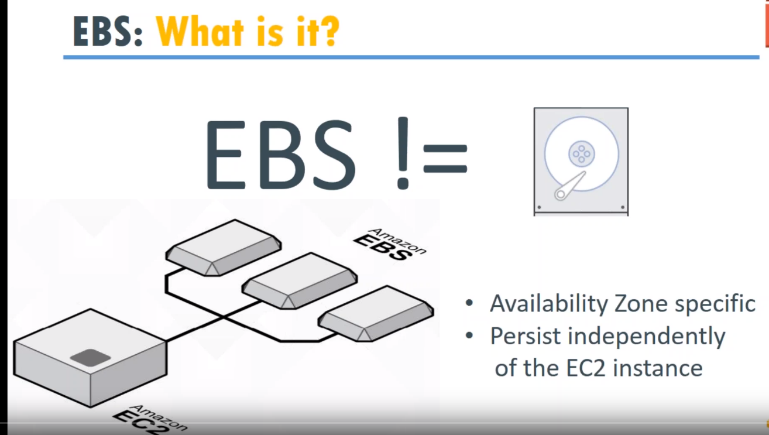 EBS: What is it?
EBS !=
Amazon
EBS
• Availability Zone specific
• Persist independently
of the EC2 instance
Amazon
EC2